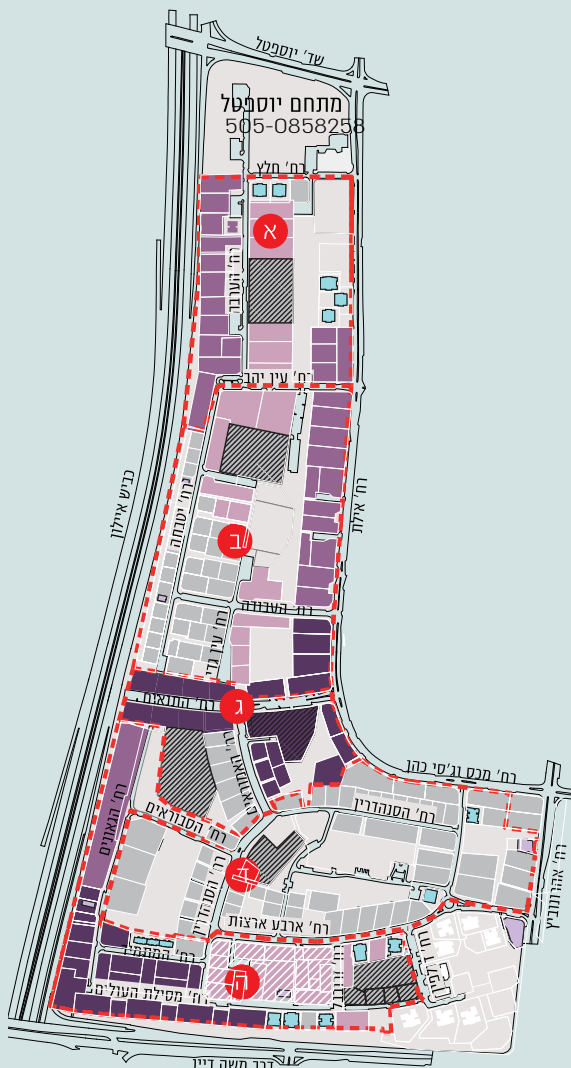 שד' יוספטל
מתחם יוספטל
505-0858258
רח' חלץ
א
רח' הערבה
רח' עין יהב
כביש איילון
רח' יטבתה
רח' אילת
ב
רח' העבודה
רח' עין גדי
ג
רח' התנאים
רח' מכס וג'סי כהן
רח' הגאונים
רח' הסבוראים
רח' הסנהדרין
רח' הסנהדרין
רח' אהרונוביץ
ד
רח' ארבע ארצות
ה
רח' מסילת העולים
דרך משה דיין